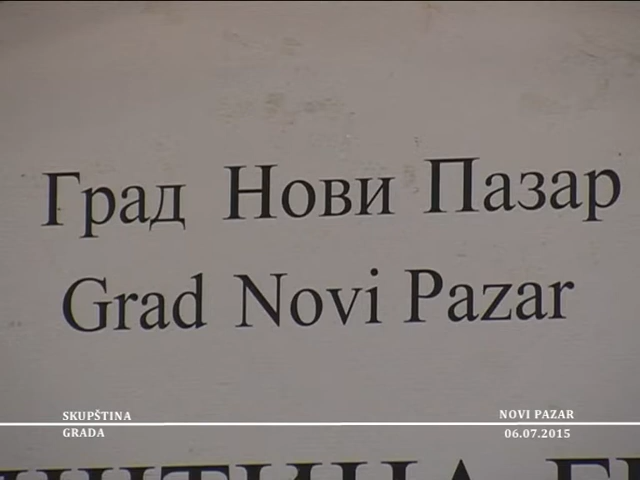 Град Нови Пазар
Grad Novi Pazar
SKUPŠTINA
GRADA
NOVI PAZAR
06.07.2015